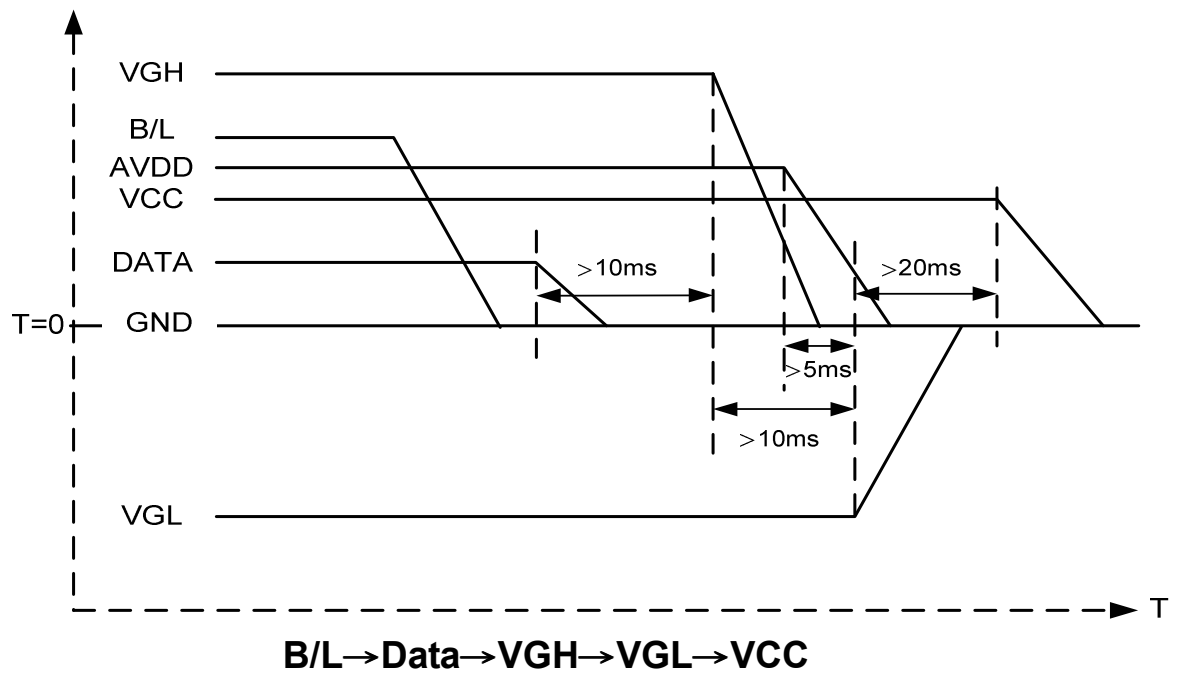 VGH
B/L
AVDD
VCC
DATA
>10ms
>20ms
T=0
GND
>5ms
>10ms
VGL
T
B/L→Data→VGH→VGL→VCC